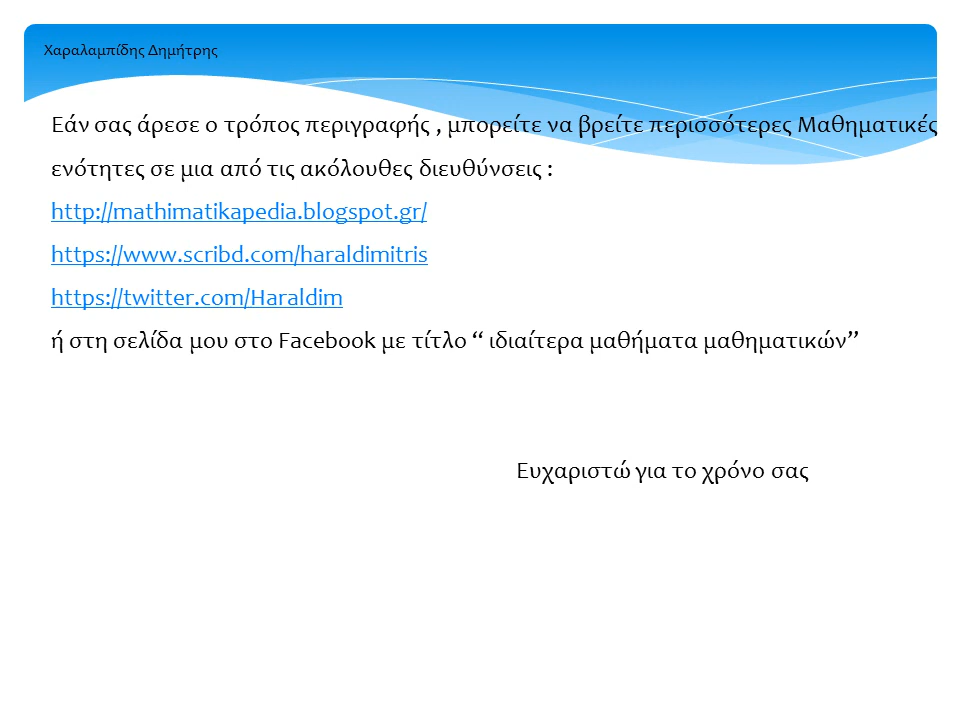 Χαραλαμπίδης Δημήτρης
Εάν σας άρεσε ο τρόπος περιγραφής , μπορείτε να βρείτε περισσότερες Μαθηματικές
ενότητες σε μια από τις ακόλουθες διευθύνσεις :
http://mathimatikapedia.blogspot.gr/
https://www.scribd.com/haraldimitris
https://twitter.com/Haraldim
ή στη σελίδα μου στο Facebook με τίτλο “ ιδιαίτερα μαθήματα μαθηματικών”
Ευχαριστώ για το χρόνο σας